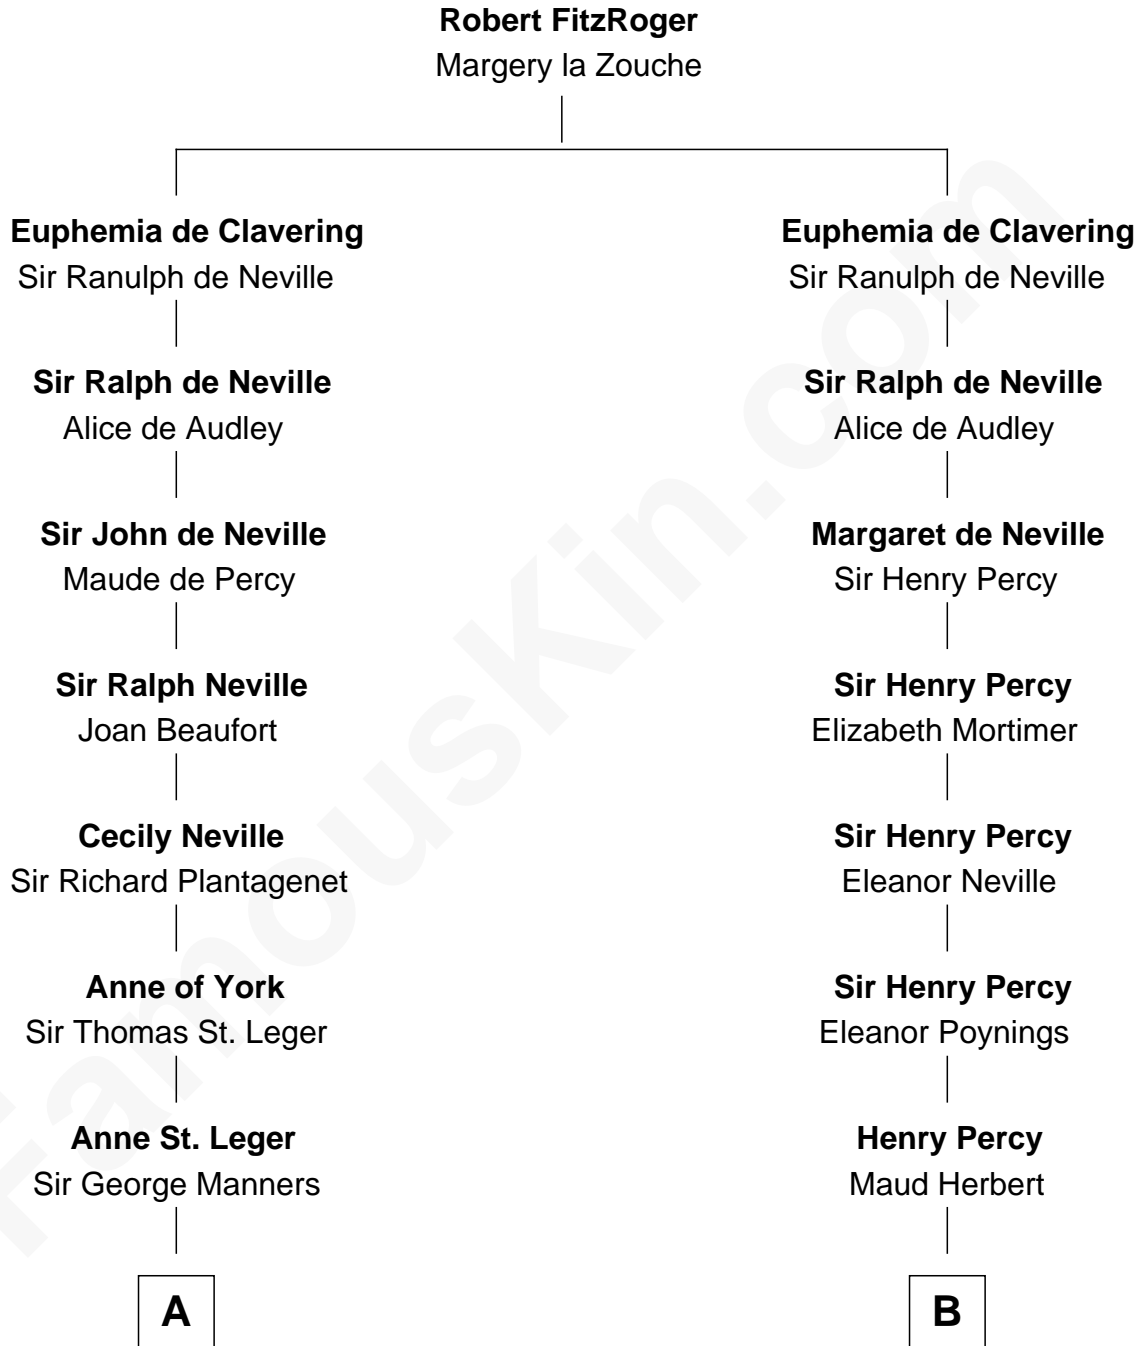 Robert FitzRoger
Margery la Zouche
Euphemia de Clavering
Sir Ranulph de Neville
Sir Ralph de Neville
Alice de Audley
Sir John de Neville
Maude de Percy
Sir Ralph Neville
Joan Beaufort
Cecily Neville
Sir Richard Plantagenet
Anne of York
Sir Thomas St. Leger
Anne St. Leger
Sir George Manners
A
Euphemia de Clavering
Sir Ranulph de Neville
Sir Ralph de Neville
Alice de Audley
Margaret de Neville
Sir Henry Percy
Sir Henry Percy
Elizabeth Mortimer
Sir Henry Percy
Eleanor Neville
Sir Henry Percy
Eleanor Poynings
Henry Percy
Maud Herbert
B
FamousKin.com